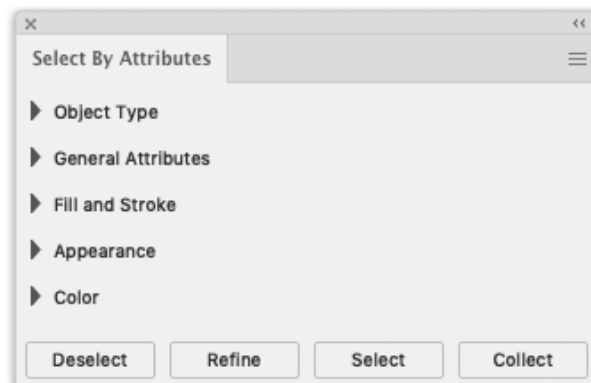 Select By Attributes
Object Type
General Attributes
Fill and Stroke
Appearance
Color
Deselect Refine Select Collect